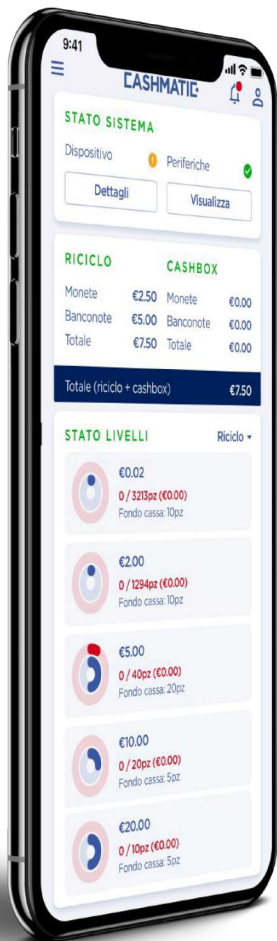 9:41
CASHMATIC
STATO SISTEMA
Dispositivo
Periferiche
Dettagli
Visualizza
RICICLO CASHBOX
Monete €2.50 Monete €0.00
Banconote €5.00 Banconote €0.00
Totale €7.50 Totale €0.00
Totale (riciclo + cashbox) €7.50
STATO LIVELLI Riciclo
€0.02
0 / 3213pz (€0.00)
Fondo cassa: 10pz
€2.00
0 / 1294pz (€0.00)
Fondo cassa: 10pz
€5.00
0 / 40pz (€0.00)
Fondo cassa: 20pz
€10.00
0 / 20pz (€0.00)
Fondo cassa: 5pz
€20.00
0 / 10pz (€0.00)
Fondo cassa: 5pz